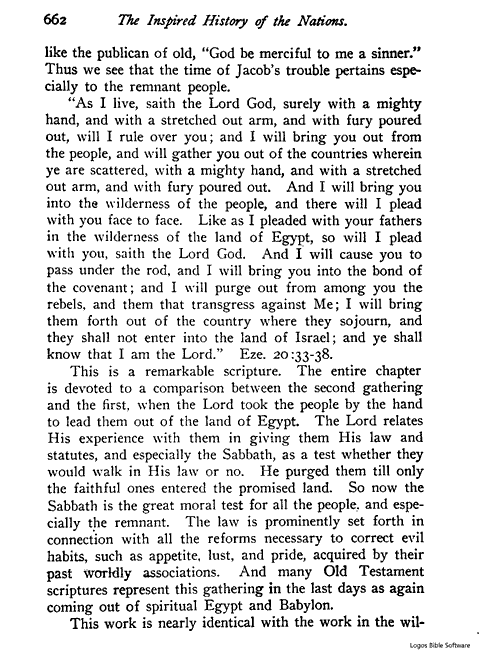 662 The Inspired History of the Nations.
like the publican of old, "God be merciful to me a sinner."
Thus we see that the time of Jacob's trouble pertains espe-
cially to the remnant people.
"As I live, saith the Lord God, surely with a mighty
hand, and with a stretched out arm, and with fury poured
out, will I rule over you; and I will bring you out from
the people, and will gather you out of the countries wherein
ye are scattered, with a mighty hand, and with a stretched
out arm, and with fury poured out. And I will bring you
into the wilderness of the people, and there will I plead
with you face to face. Like as I pleaded with your fathers
in the wilderness of the land of Egypt, so will I plead
with you, saith the Lord God. And I will cause you to
pass under the rod, and I will bring you into the bond of
the covenant; and I will purge out from among you the
rebels, and them that transgress against Me; I will bring
them forth out of the country where they sojourn, and
they shall not enter into the land of Israel; and ye shall
know that I am the Lord." Eze. 20:33-38.
This is a remarkable scripture. The entire chapter
is devoted to a comparison between the second gathering
and the first, when the Lord took the people by the hand
to lead them out of the land of Egypt. The Lord relates
His experience with them in giving them His law and
statutes, and especially the Sabbath, as a test whether they
would walk in His law or no. He purged them till only
the faithful ones entered the promised land. So now the
Sabbath is the great moral test for all the people, and espe-
cially the remnant. The law is prominently set forth in
connection with all the reforms necessary to correct evil
habits, such as appetite, lust, and pride, acquired by their
past worldly associations. And many Old Testament
scriptures represent this gathering in the last days as again
coming out of spiritual Egypt and Babylon.
This work is nearly identical with the work in the wil-
Logos Bible Software